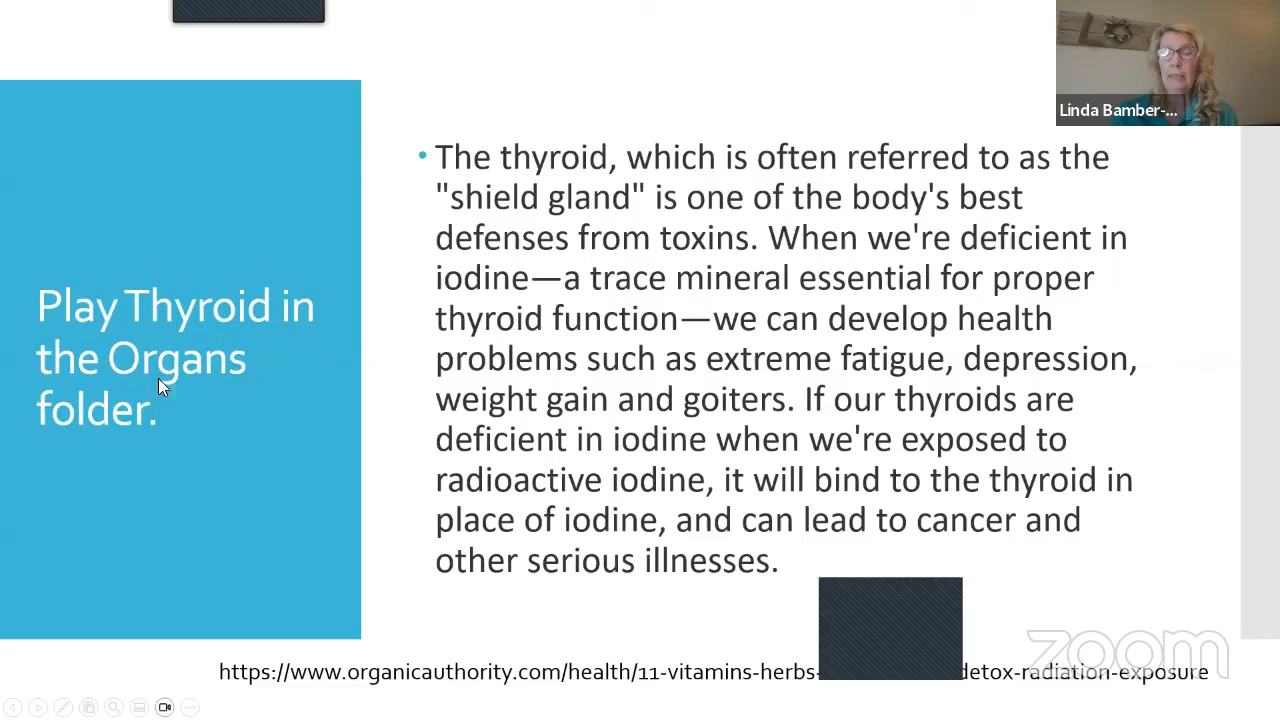 Linda Bamber-...
Play Thyroid in
the Organs
folder.
• The thyroid, which is often referred to as the
"shield gland" is one of the body's best
defenses from toxins. When we're deficient in
iodine—a trace mineral essential for proper
thyroid function—we can develop health
problems such as extreme fatigue, depression,
weight gain and goiters. If our thyroids are
deficient in iodine when we're exposed to
radioactive iodine, it will bind to the thyroid in
place of iodine, and can lead to cancer and
other serious illnesses.
zoom
https://www.organicauthority.com/health/11-vitamins-herbs- detox-radiation-exposure